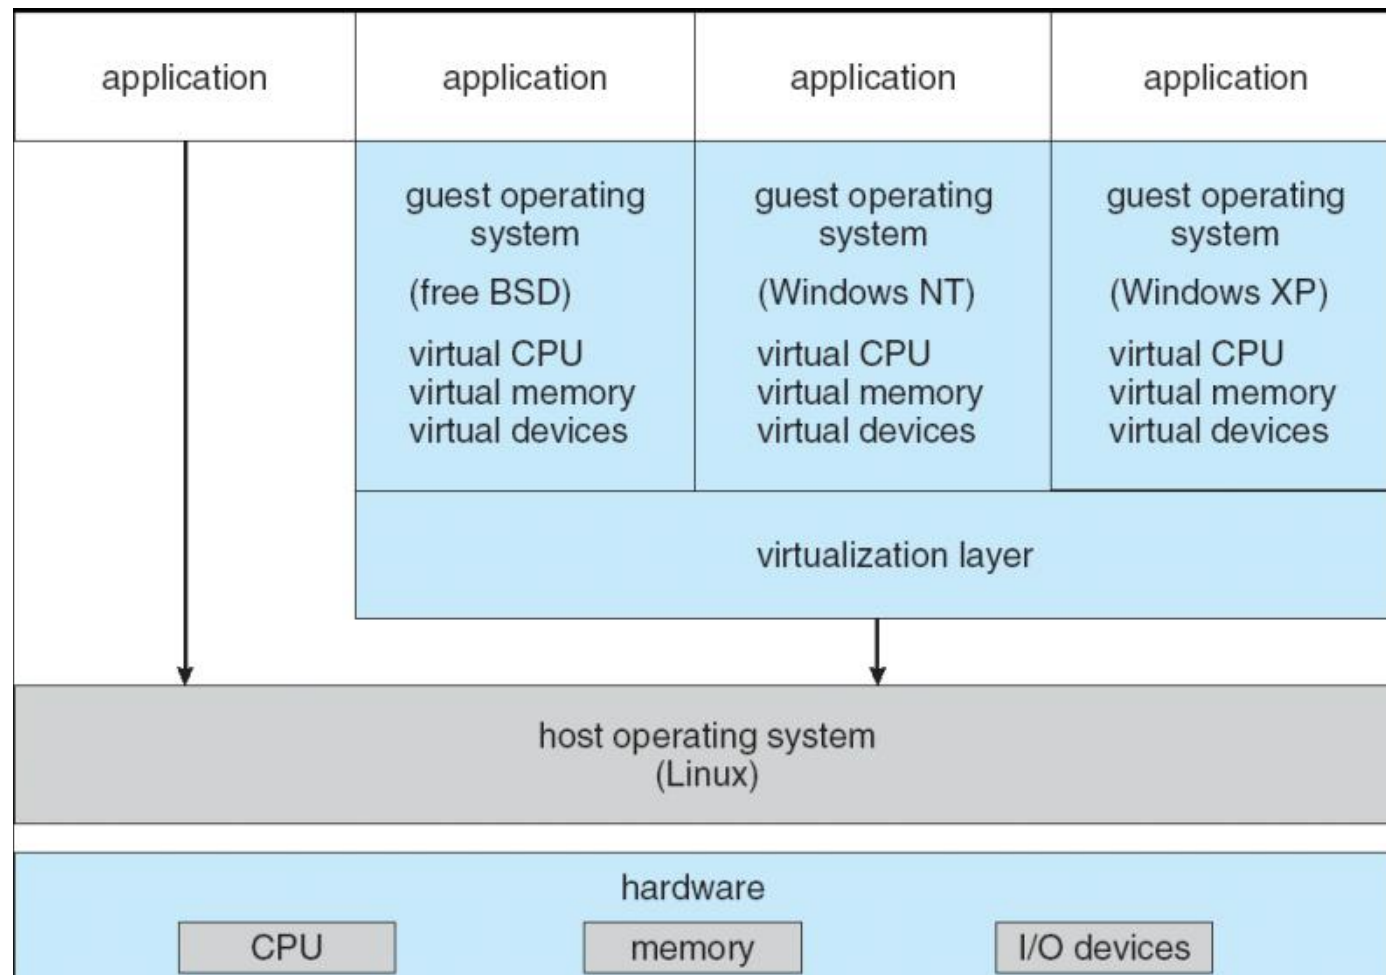 application
application
application
application
guest operating
system
(free BSD)
virtual CPU
virtual memory
virtual devices
guest operating
system
(Windows NT)
virtual CPU
virtual memory
virtual devices
guest operating
system
(Windows XP)
virtual CPU
virtual memory
virtual devices
virtualization layer
host operating system
(Linux)
hardware
CPU
memory
I/O devices